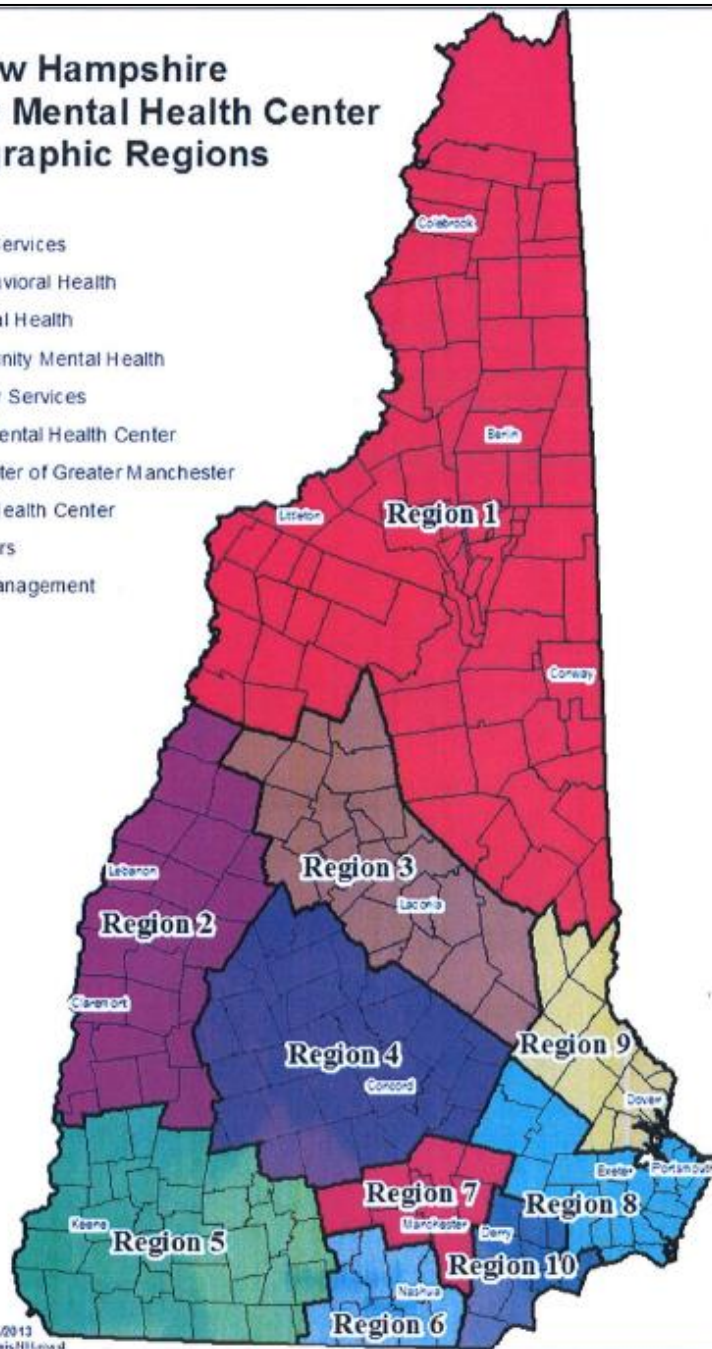 w Hampshire
Mental Health Center
raphic Regions
ervices
avioral Health
al Health
nity Mental Health
Services
ental Health Center
ter of Greater Manchester
ealth Center
rs
anagement
Colebrook
Berlin
Littleton
Region 1
Conway
Region 3
Lebanon
Laconia
Region 2
Claremont
Region 9
Region 4
Concord
Dover
Exeter
Portsmouth
Region 7
Region 8
Keene
Manchester
Derry
Region 5
Region 10
Nashua
Region 6
/2013